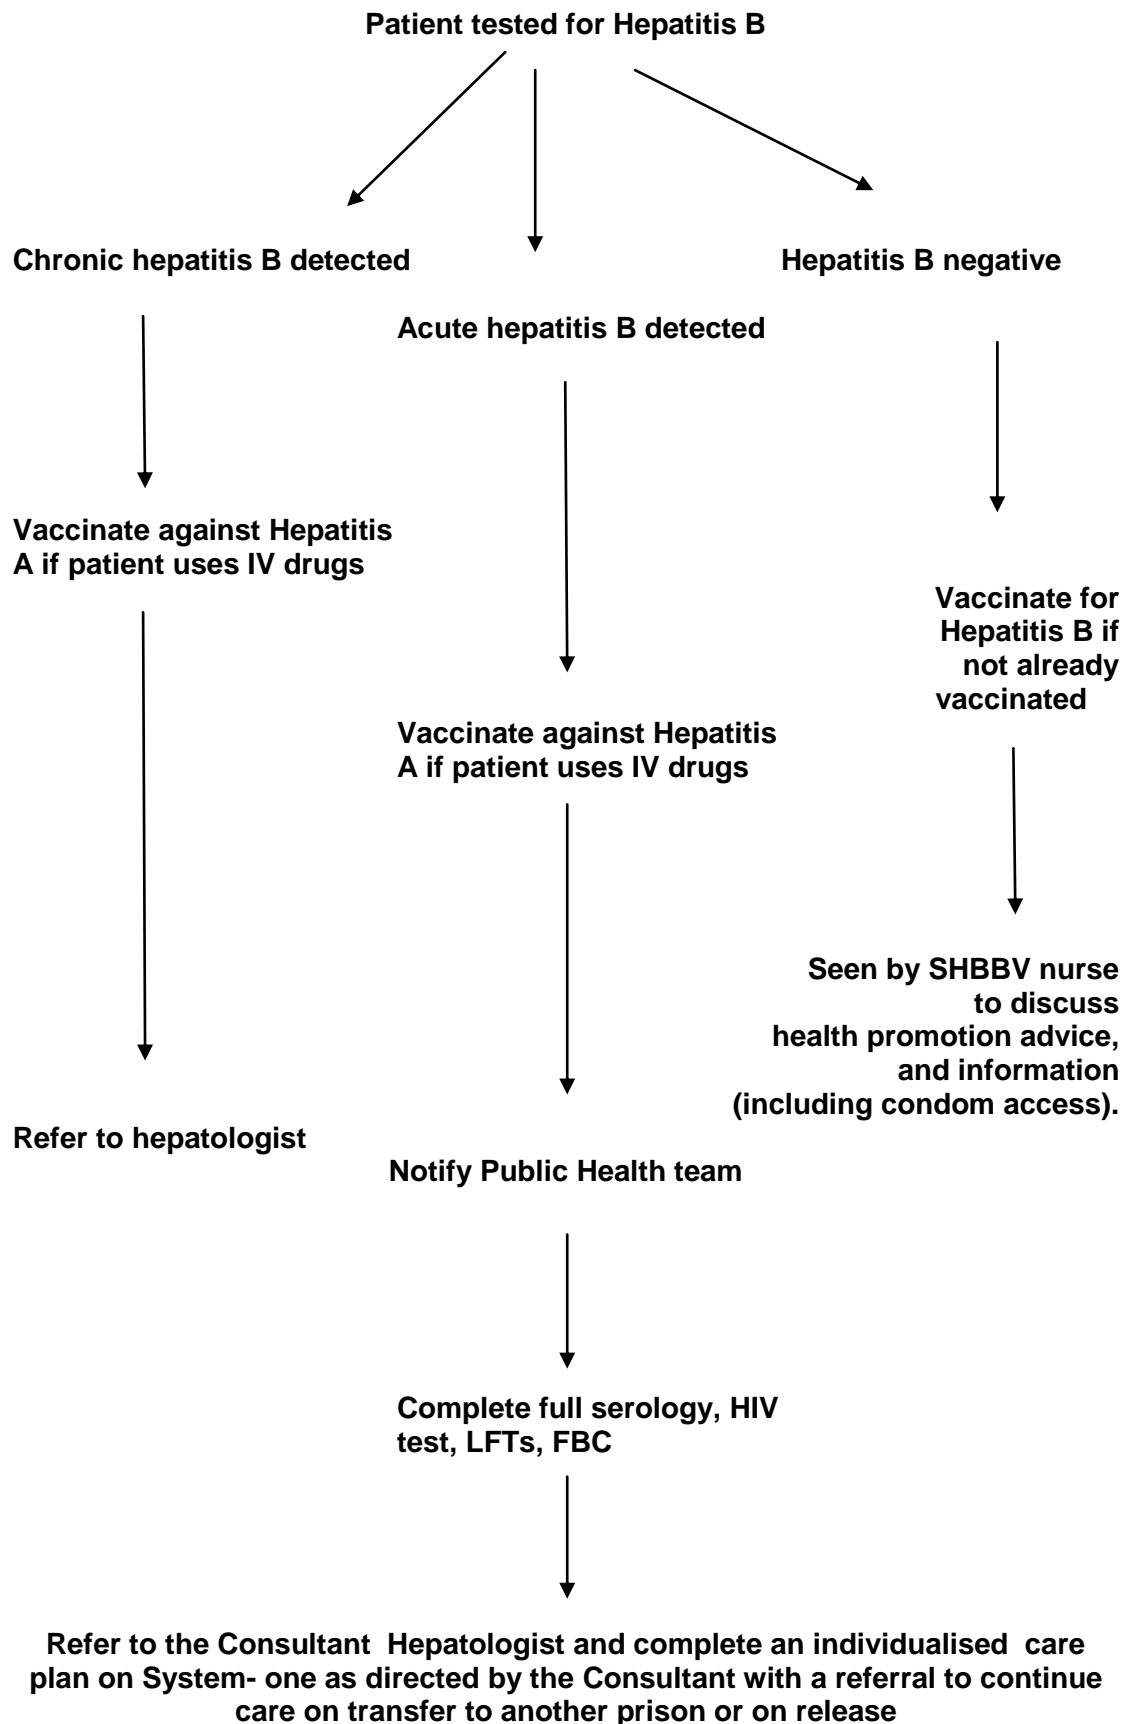 Patient tested for Hepatitis B
Chronic hepatitis B detected
Hepatitis B negative
Acute hepatitis B detected
Vaccinate against Hepatitis
A if patient uses IV drugs
Vaccinate for
Hepatitis B if
not already
vaccinated
Vaccinate against Hepatitis
A if patient uses IV drugs
Seen by SHBBV nurse
to discuss
health promotion advice,
and information
(including condom access).
Refer to hepatologist
Notify Public Health team
Complete full serology, HIV
test, LFTs, FBC
Refer to the Consultant Hepatologist and complete an individualised care
plan on System- one as directed by the Consultant with a referral to continue
care on transfer to another prison or on release